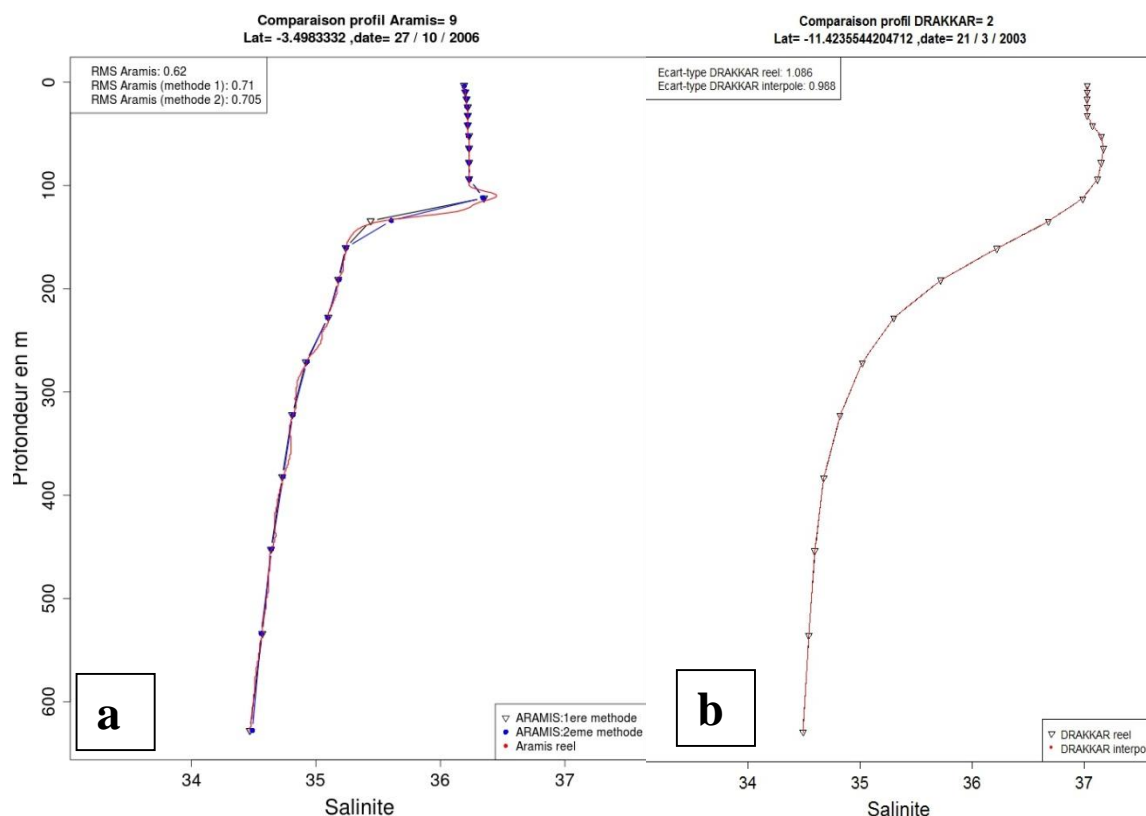 Comparaison profil Aramis= 9
Lat= -3.4983332 ,date= 27 / 10 / 2006
RMS Aramis: 0.62
RMS Aramis (methode 1): 0.71
RMS Aramis (methode 2): 0.705
0
100
200
300
400
500
600
Profondeur en m
a
ARAMIS:1ere methode
ARAMIS:2eme methode
Aramis reel
34
35
36
37
Salinite
Comparaison profil DRAKKAR= 2
Lat= -11.4235544204712 ,date= 21 / 3 / 2003
Ecart-type DRAKKAR reel: 1.086
Ecart-type DRAKKAR interpole: 0.988
b
DRAKKAR reel
DRAKKAR interpo
34
35
36
37
Salinite